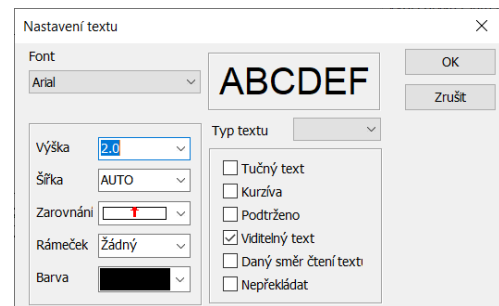 Nastavení textu
Font
Arial
ABCDEF
OK
Zrušit
Typ textu
Výška 2.0
Šířka AUTO
Zarovnáni
Rámeček Žádný
Barva
Tučný text
Kurzíva
Podtrženo
Viditelný text
Daný směr čtení textu
Nepřekládat